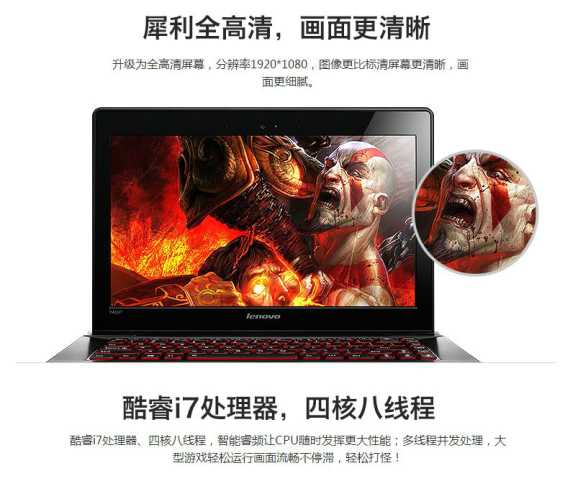 犀利全高清，画面更清晰
升级为全高清屏幕，分辨率1920*1080，图像更比标清屏幕更清晰，画
面更细腻。
lenovo
酷睿i7处理器，四核八线程
酷睿i7处理器、四核八线程，智能睿频让CPU随时发挥更大性能；多线程并发处理，大
型游戏轻松运行画面流畅不停滞，轻松打怪！